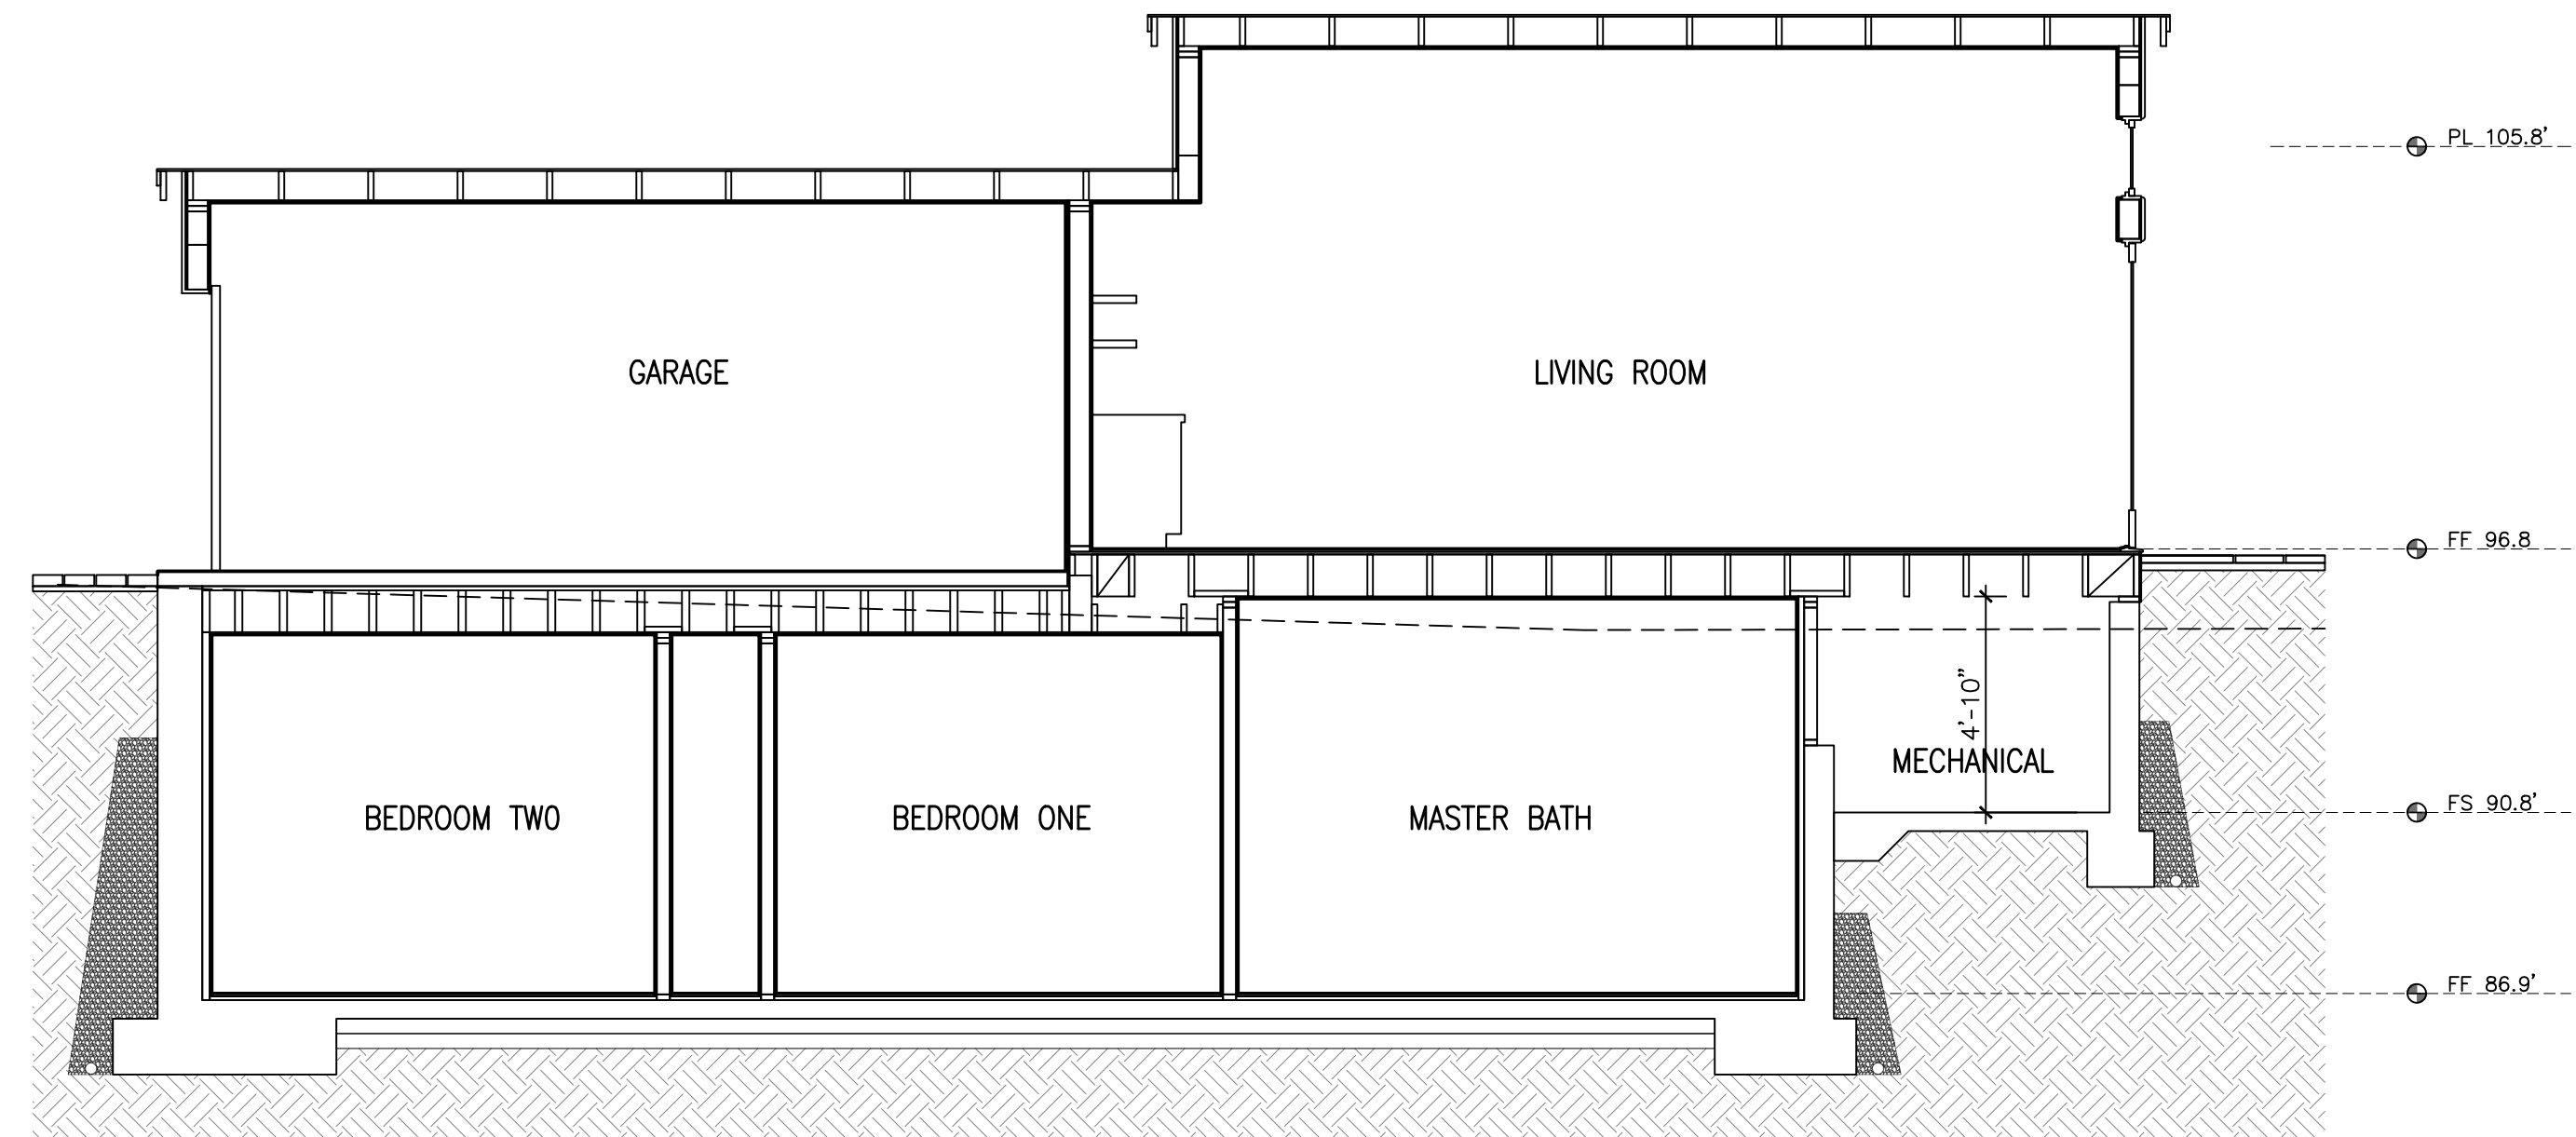 PL 105.8'
GARAGE
LIVING ROOM
FF 96.8
4'-10"
MECHANICAL
FS 90.8'
BEDROOM TWO
BEDROOM ONE
MASTER BATH
FF 86.9'